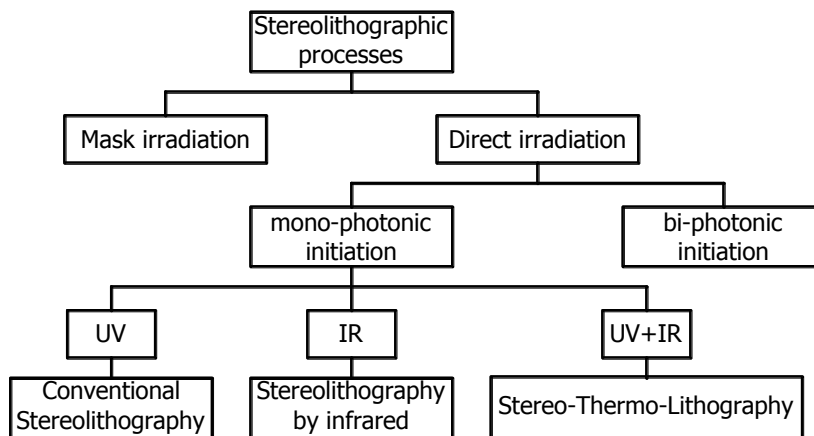 Stereolithographic
processes
Mask irradiation
Direct irradiation
mono-photonic
initiation
bi-photonic
initiation
UV
IR
UV+IR
Conventional
Stereolithography
Stereolithography
by infrared
Stereo-Thermo-Lithography